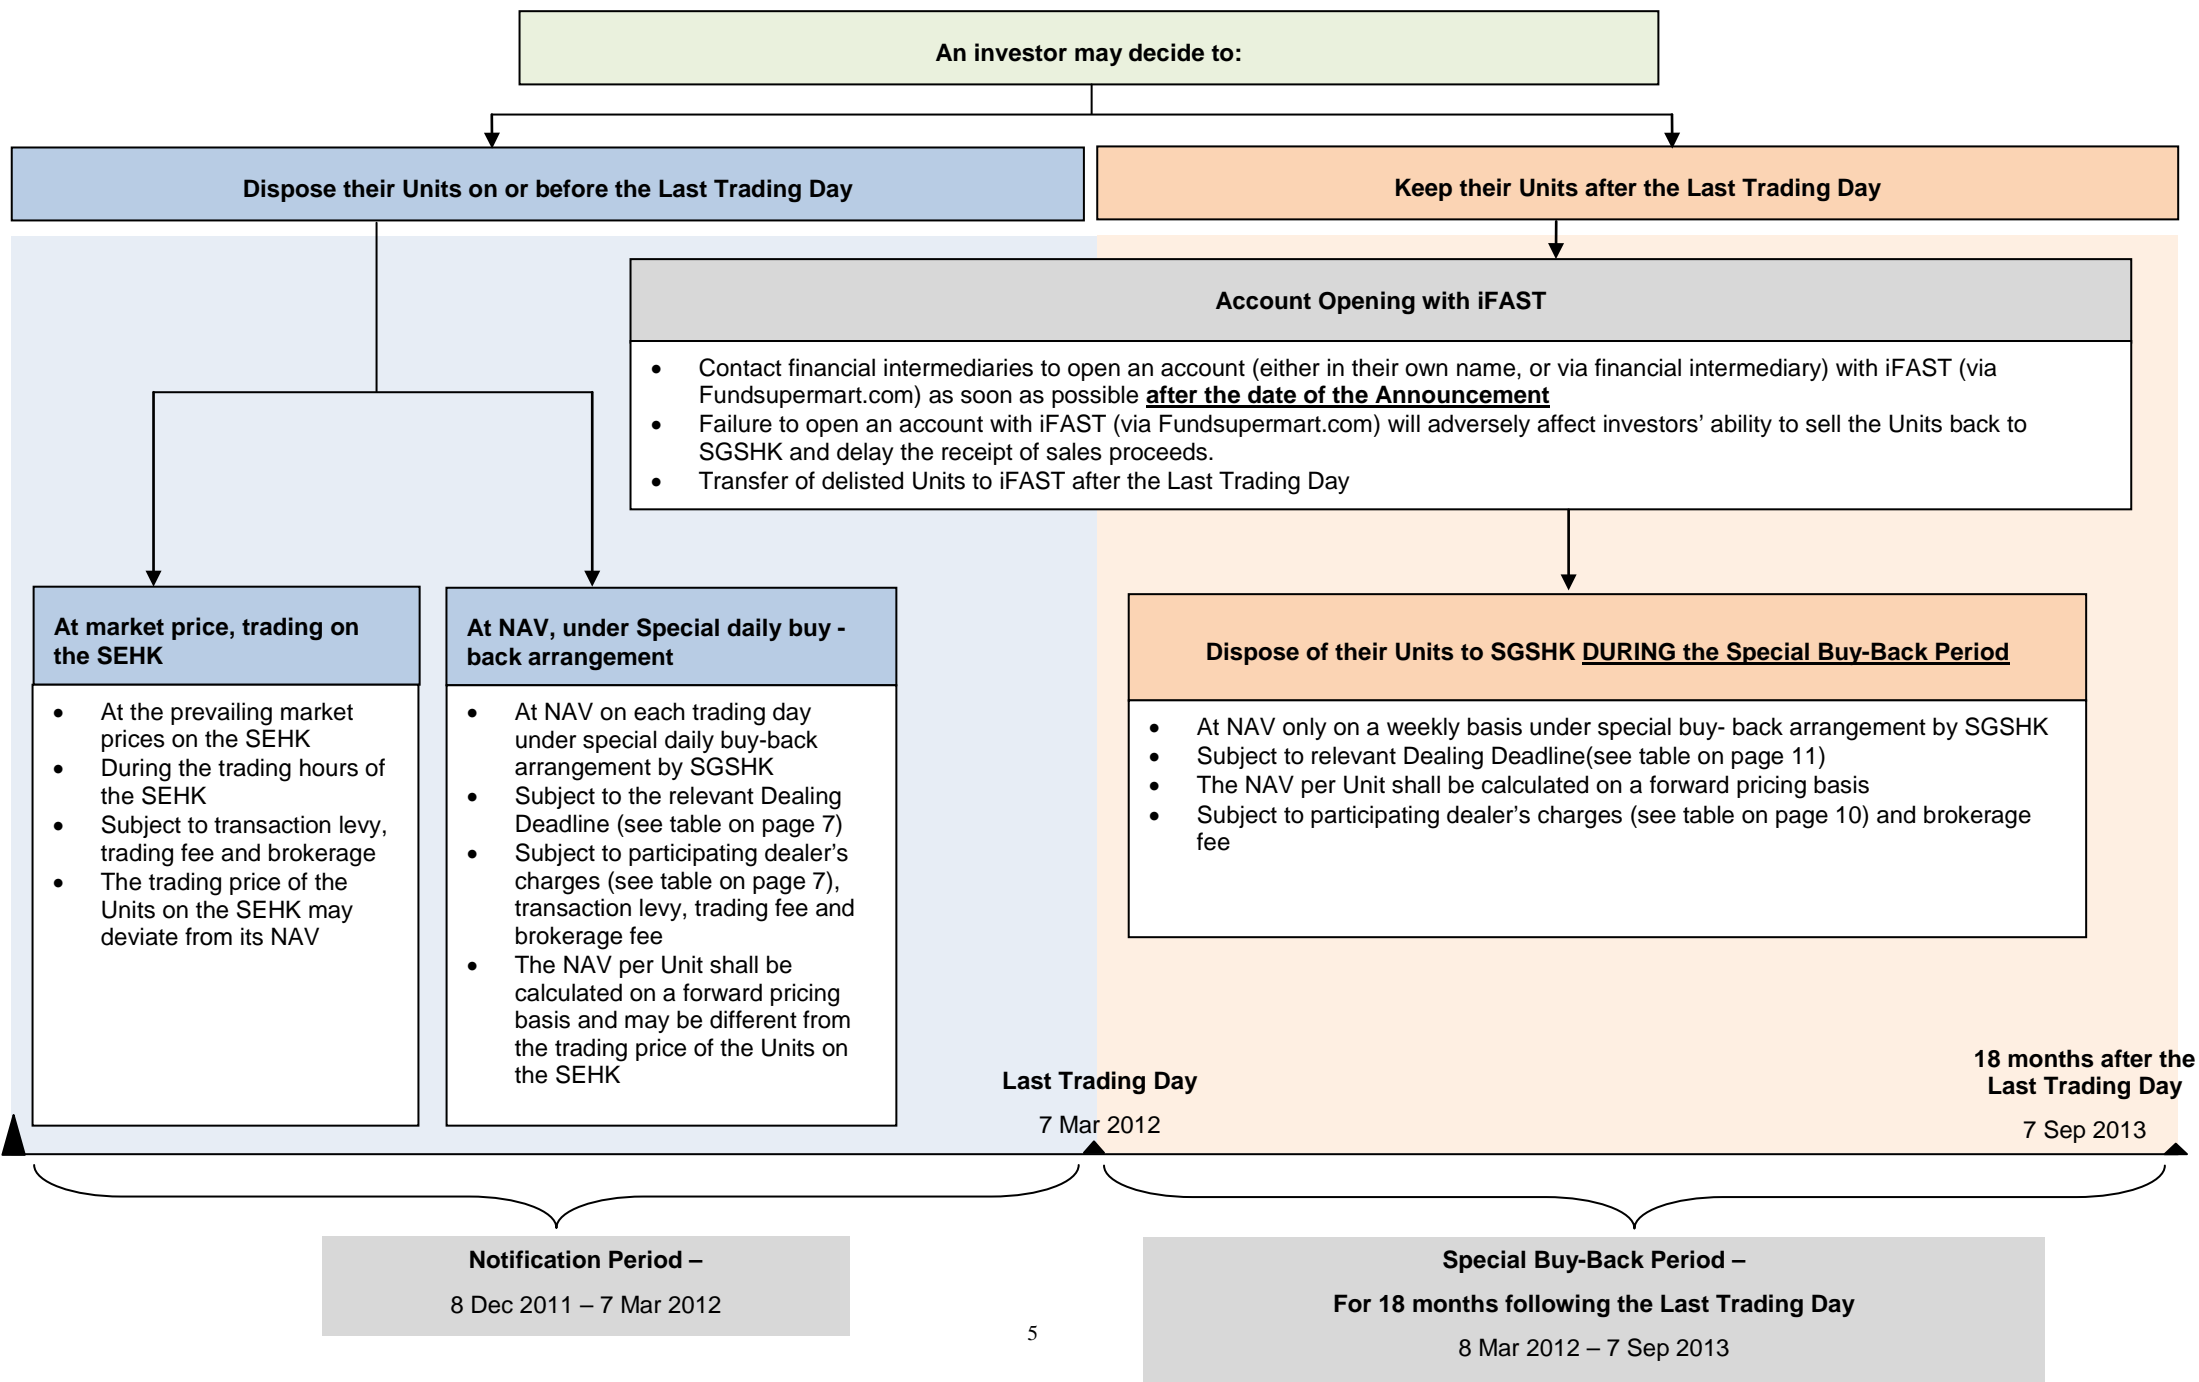 An investor may decide to:
Dispose their Units on or before the Last Trading Day
Keep their Units after the Last Trading Day
Account Opening with iFAST
• Contact financial intermediaries to open an account (either in their own name, or via financial intermediary) with iFAST (via
Fundsupermart.com) as soon as possible after the date of the Announcement
• Failure to open an account with iFAST (via Fundsupermart.com) will adversely affect investors’ ability to sell the Units back to
SGSHK and delay the receipt of sales proceeds.
• Transfer of delisted Units to iFAST after the Last Trading Day
At market price, trading on
the SEHK
• At the prevailing market
prices on the SEHK
• During the trading hours of
the SEHK
• Subject to transaction levy,
trading fee and brokerage
• The trading price of the
Units on the SEHK may
deviate from its NAV
At NAV, under Special daily buy -
back arrangement
• At NAV on each trading day
under special daily buy-back
arrangement by SGSHK
• Subject to the relevant Dealing
Deadline (see table on page 7)
• Subject to participating dealer’s
charges (see table on page 7),
transaction levy, trading fee and
brokerage fee
• The NAV per Unit shall be
calculated on a forward pricing
basis and may be different from
the trading price of the Units on
the SEHK
Dispose of their Units to SGSHK DURING the Special Buy-Back Period
• At NAV only on a weekly basis under special buy- back arrangement by SGSHK
• Subject to relevant Dealing Deadline(see table on page 11)
• The NAV per Unit shall be calculated on a forward pricing basis
• Subject to participating dealer’s charges (see table on page 10) and brokerage
fee
Last Trading Day
7 Mar 2012
18 months after the
Last Trading Day
7 Sep 2013
Notification Period –
8 Dec 2011 – 7 Mar 2012
Special Buy-Back Period –
For 18 months following the Last Trading Day
8 Mar 2012 – 7 Sep 2013
5